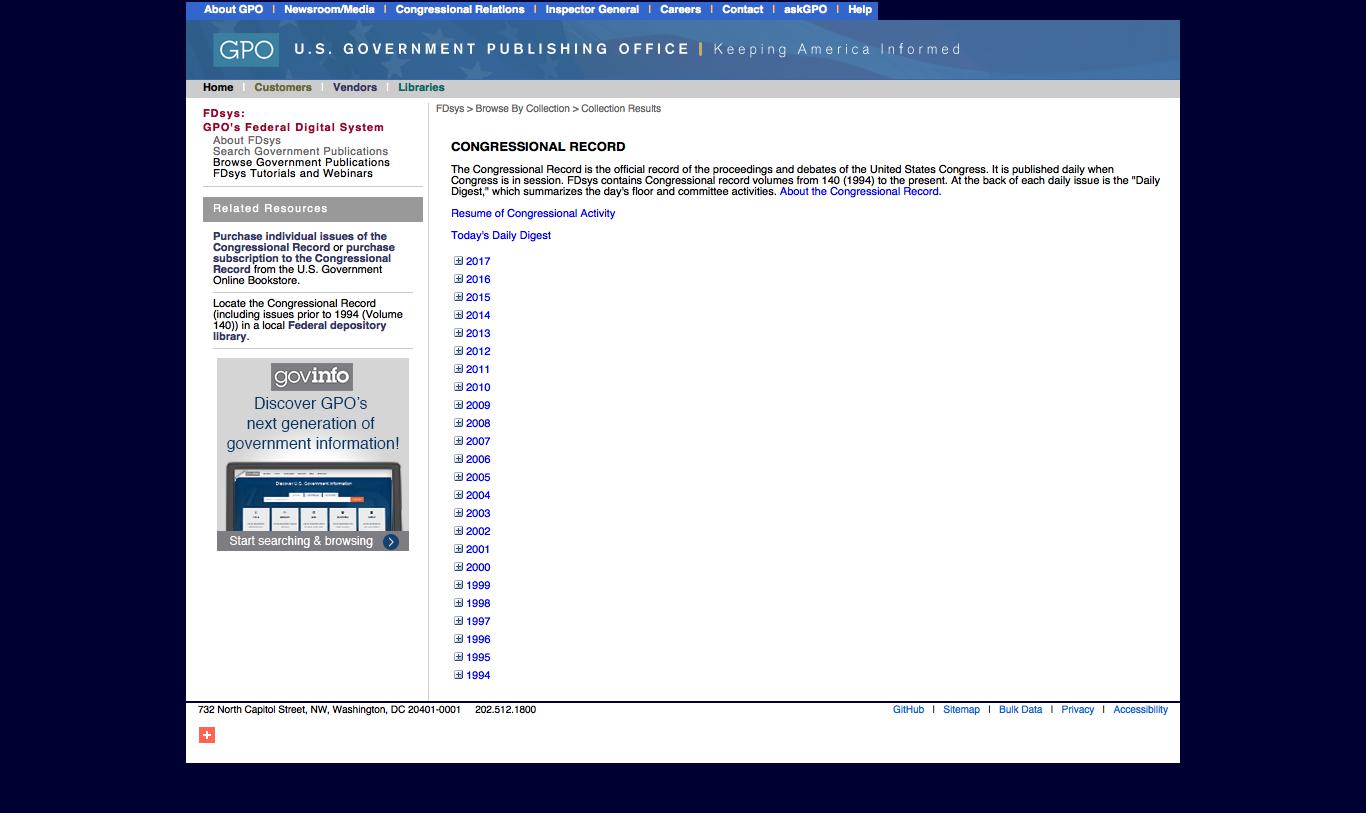 About GPO | Newsroom/Media | Congressional Relations | Inspector General | Careers | Contact | askGPO | Help
GPO U.S. GOVERNMENT PUBLISHING OFFICE | Keeping America Informed
Home | Customers | Vendors | Libraries
FDsys:
GPO's Federal Digital System
About FDsys
Search Government Publications
Browse Government Publications
FDsys Tutorials and Webinars
Related Resources
Purchase individual issues of the
Congressional Record or purchase
subscription to the Congressional
Record from the U.S. Government
Online Bookstore.
Locate the Congressional Record
(including issues prior to 1994 (Volume
140)) in a local Federal depository
library.
govinfo
Discover GPO's
next generation of
government information!
Discover U.S. Government Information
Start searching & browsing
FDsys > Browse By Collection > Collection Results
CONGRESSIONAL RECORD
The Congressional Record is the official record of the proceedings and debates of the United States Congress. It is published daily when
Congress is in session. FDsys contains Congressional record volumes from 140 (1994) to the present. At the back of each daily issue is the "Daily
Digest," which summarizes the day's floor and committee activities. About the Congressional Record.
Resume of Congressional Activity
Today's Daily Digest
2017
2016
2015
2014
2013
2012
2011
2010
2009
2008
2007
2006
2005
2004
2003
2002
2001
2000
1999
1998
1997
1996
1995
1994
732 North Capitol Street, NW, Washington, DC 20401-0001 202.512.1800
GitHub | Sitemap | Bulk Data | Privacy | Accessibility